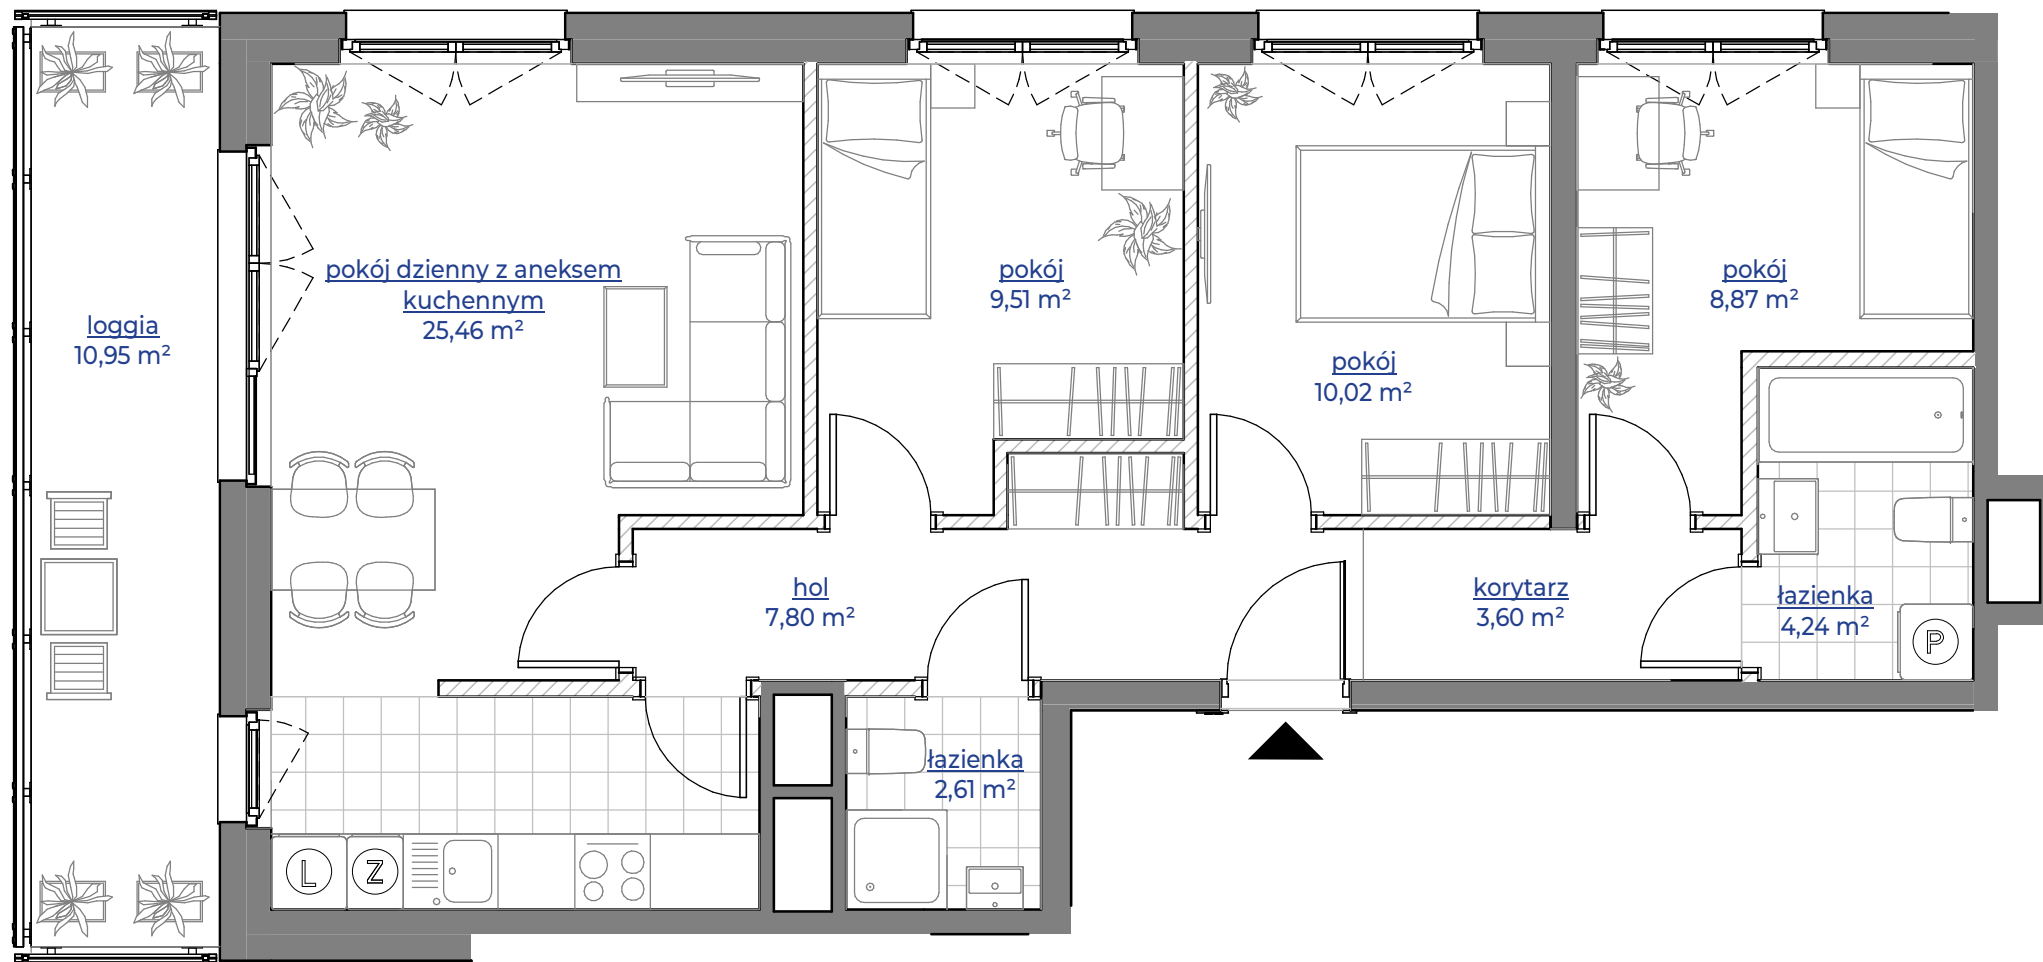 loggia
10,95 m²
pokój dzienny z aneksem
kuchennym
25,46 m²
pokój
9,51 m²
pokój
10,02 m²
pokój
8,87 m²
hol
7,80 m²
korytarz
3,60 m²
łazienka
4,24 m²
P
łazienka
2,61 m²
L
Z